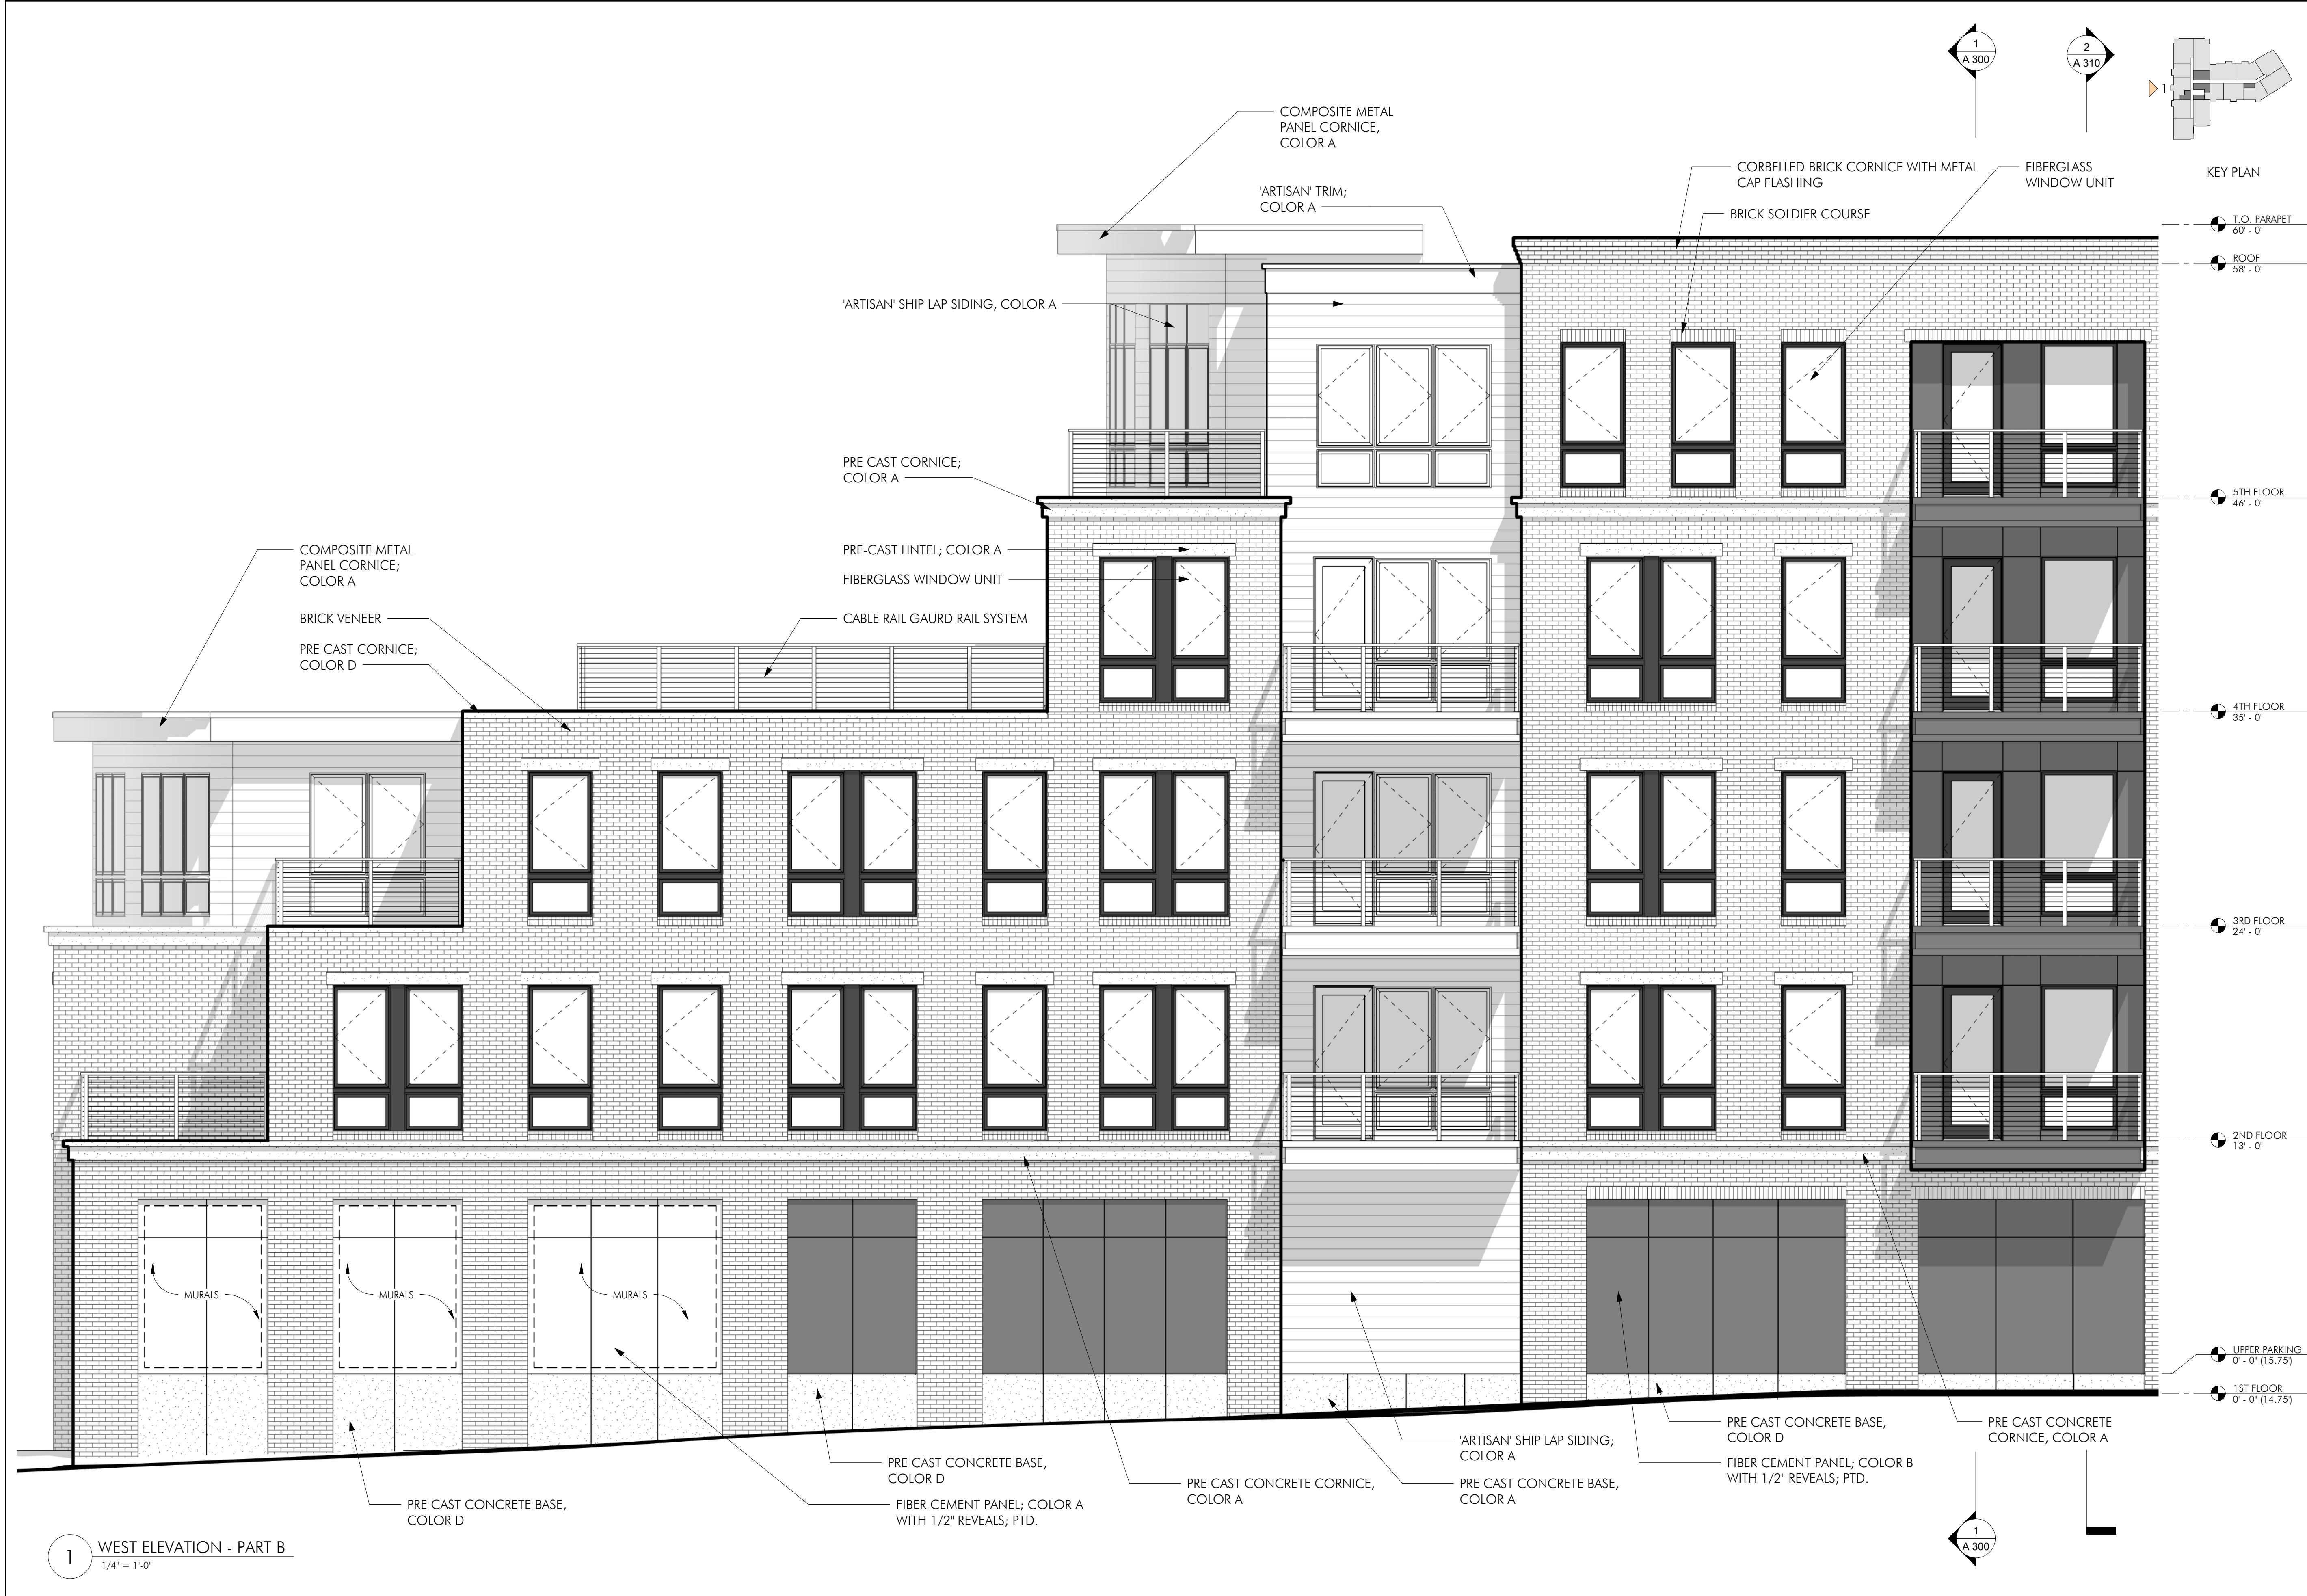 1
A 300
2
A 310
1
KEY PLAN
COMPOSITE METAL
PANEL CORNICE,
COLOR A
'ARTISAN' TRIM;
COLOR A
CORBELLED BRICK CORNICE WITH METAL
CAP FLASHING
FIBERGLASS
WINDOW UNIT
BRICK SOLDIER COURSE
T.O. PARAPET
60' - 0"
ROOF
58' - 0"
'ARTISAN' SHIP LAP SIDING, COLOR A
PRE CAST CORNICE;
COLOR A
5TH FLOOR
46' - 0"
COMPOSITE METAL
PANEL CORNICE;
COLOR A
PRE-CAST LINTEL; COLOR A
FIBERGLASS WINDOW UNIT
BRICK VENEER
CABLE RAIL GAURD RAIL SYSTEM
PRE CAST CORNICE;
COLOR D
4TH FLOOR
35' - 0"
3RD FLOOR
24' - 0"
2ND FLOOR
13' - 0"
MURALS
MURALS
MURALS
UPPER PARKING
0' - 0" (15.75')
1ST FLOOR
0' - 0" (14.75')
PRE CAST CONCRETE BASE,
COLOR D
PRE CAST CONCRETE BASE,
COLOR D
FIBER CEMENT PANEL; COLOR A
WITH 1/2" REVEALS; PTD.
PRE CAST CONCRETE CORNICE,
COLOR A
'ARTISAN' SHIP LAP SIDING;
COLOR A
PRE CAST CONCRETE BASE,
COLOR A
PRE CAST CONCRETE BASE,
COLOR D
FIBER CEMENT PANEL; COLOR B
WITH 1/2" REVEALS; PTD.
PRE CAST CONCRETE
CORNICE, COLOR A
1
A 300
1
WEST ELEVATION - PART B
1/4" = 1'-0"